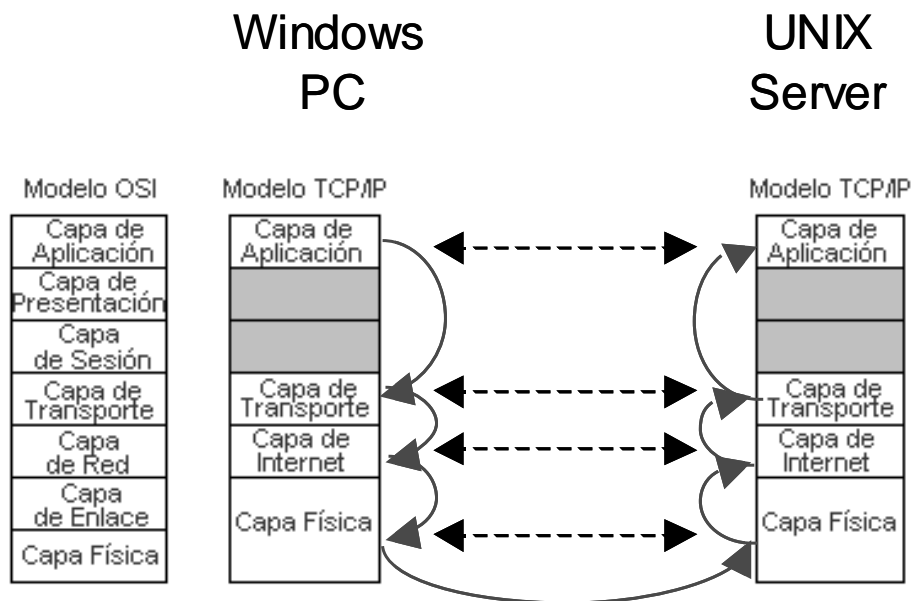 Windows
PC
UNIX
Server
Modelo OSI
Capa de
Aplicación
Capa de
Presentación
Capa
de Sesión
Capa de
Transporte
Capa
de Red
Capa
de Enlace
Capa Física
Modelo TCP/IP
Capa de
Aplicación
Capa de
Transporte
Capa de
Internet
Capa Física
Modelo TCP/IP
Capa de
Aplicación
Capa de
Transporte
Capa de
Internet
Capa Física